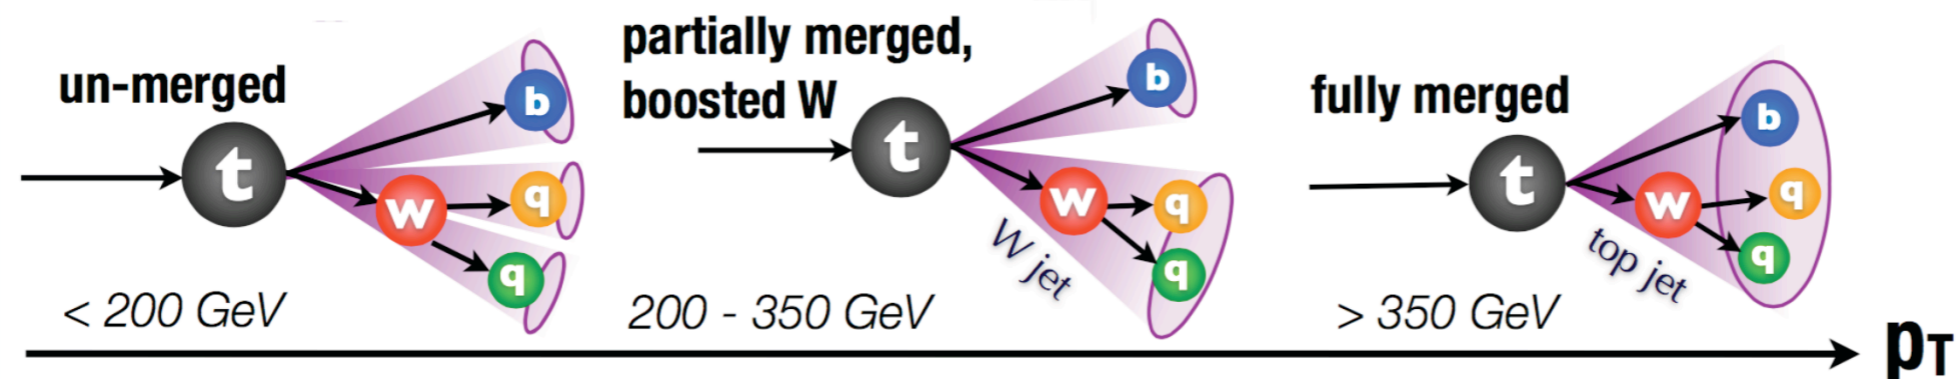 un-merged
t
b
w
q
q
< 200 GeV
partially merged,
boosted W
t
b
w
q
q
W jet
200 - 350 GeV
fully merged
t
b
w
q
q
top jet
> 350 GeV
pT